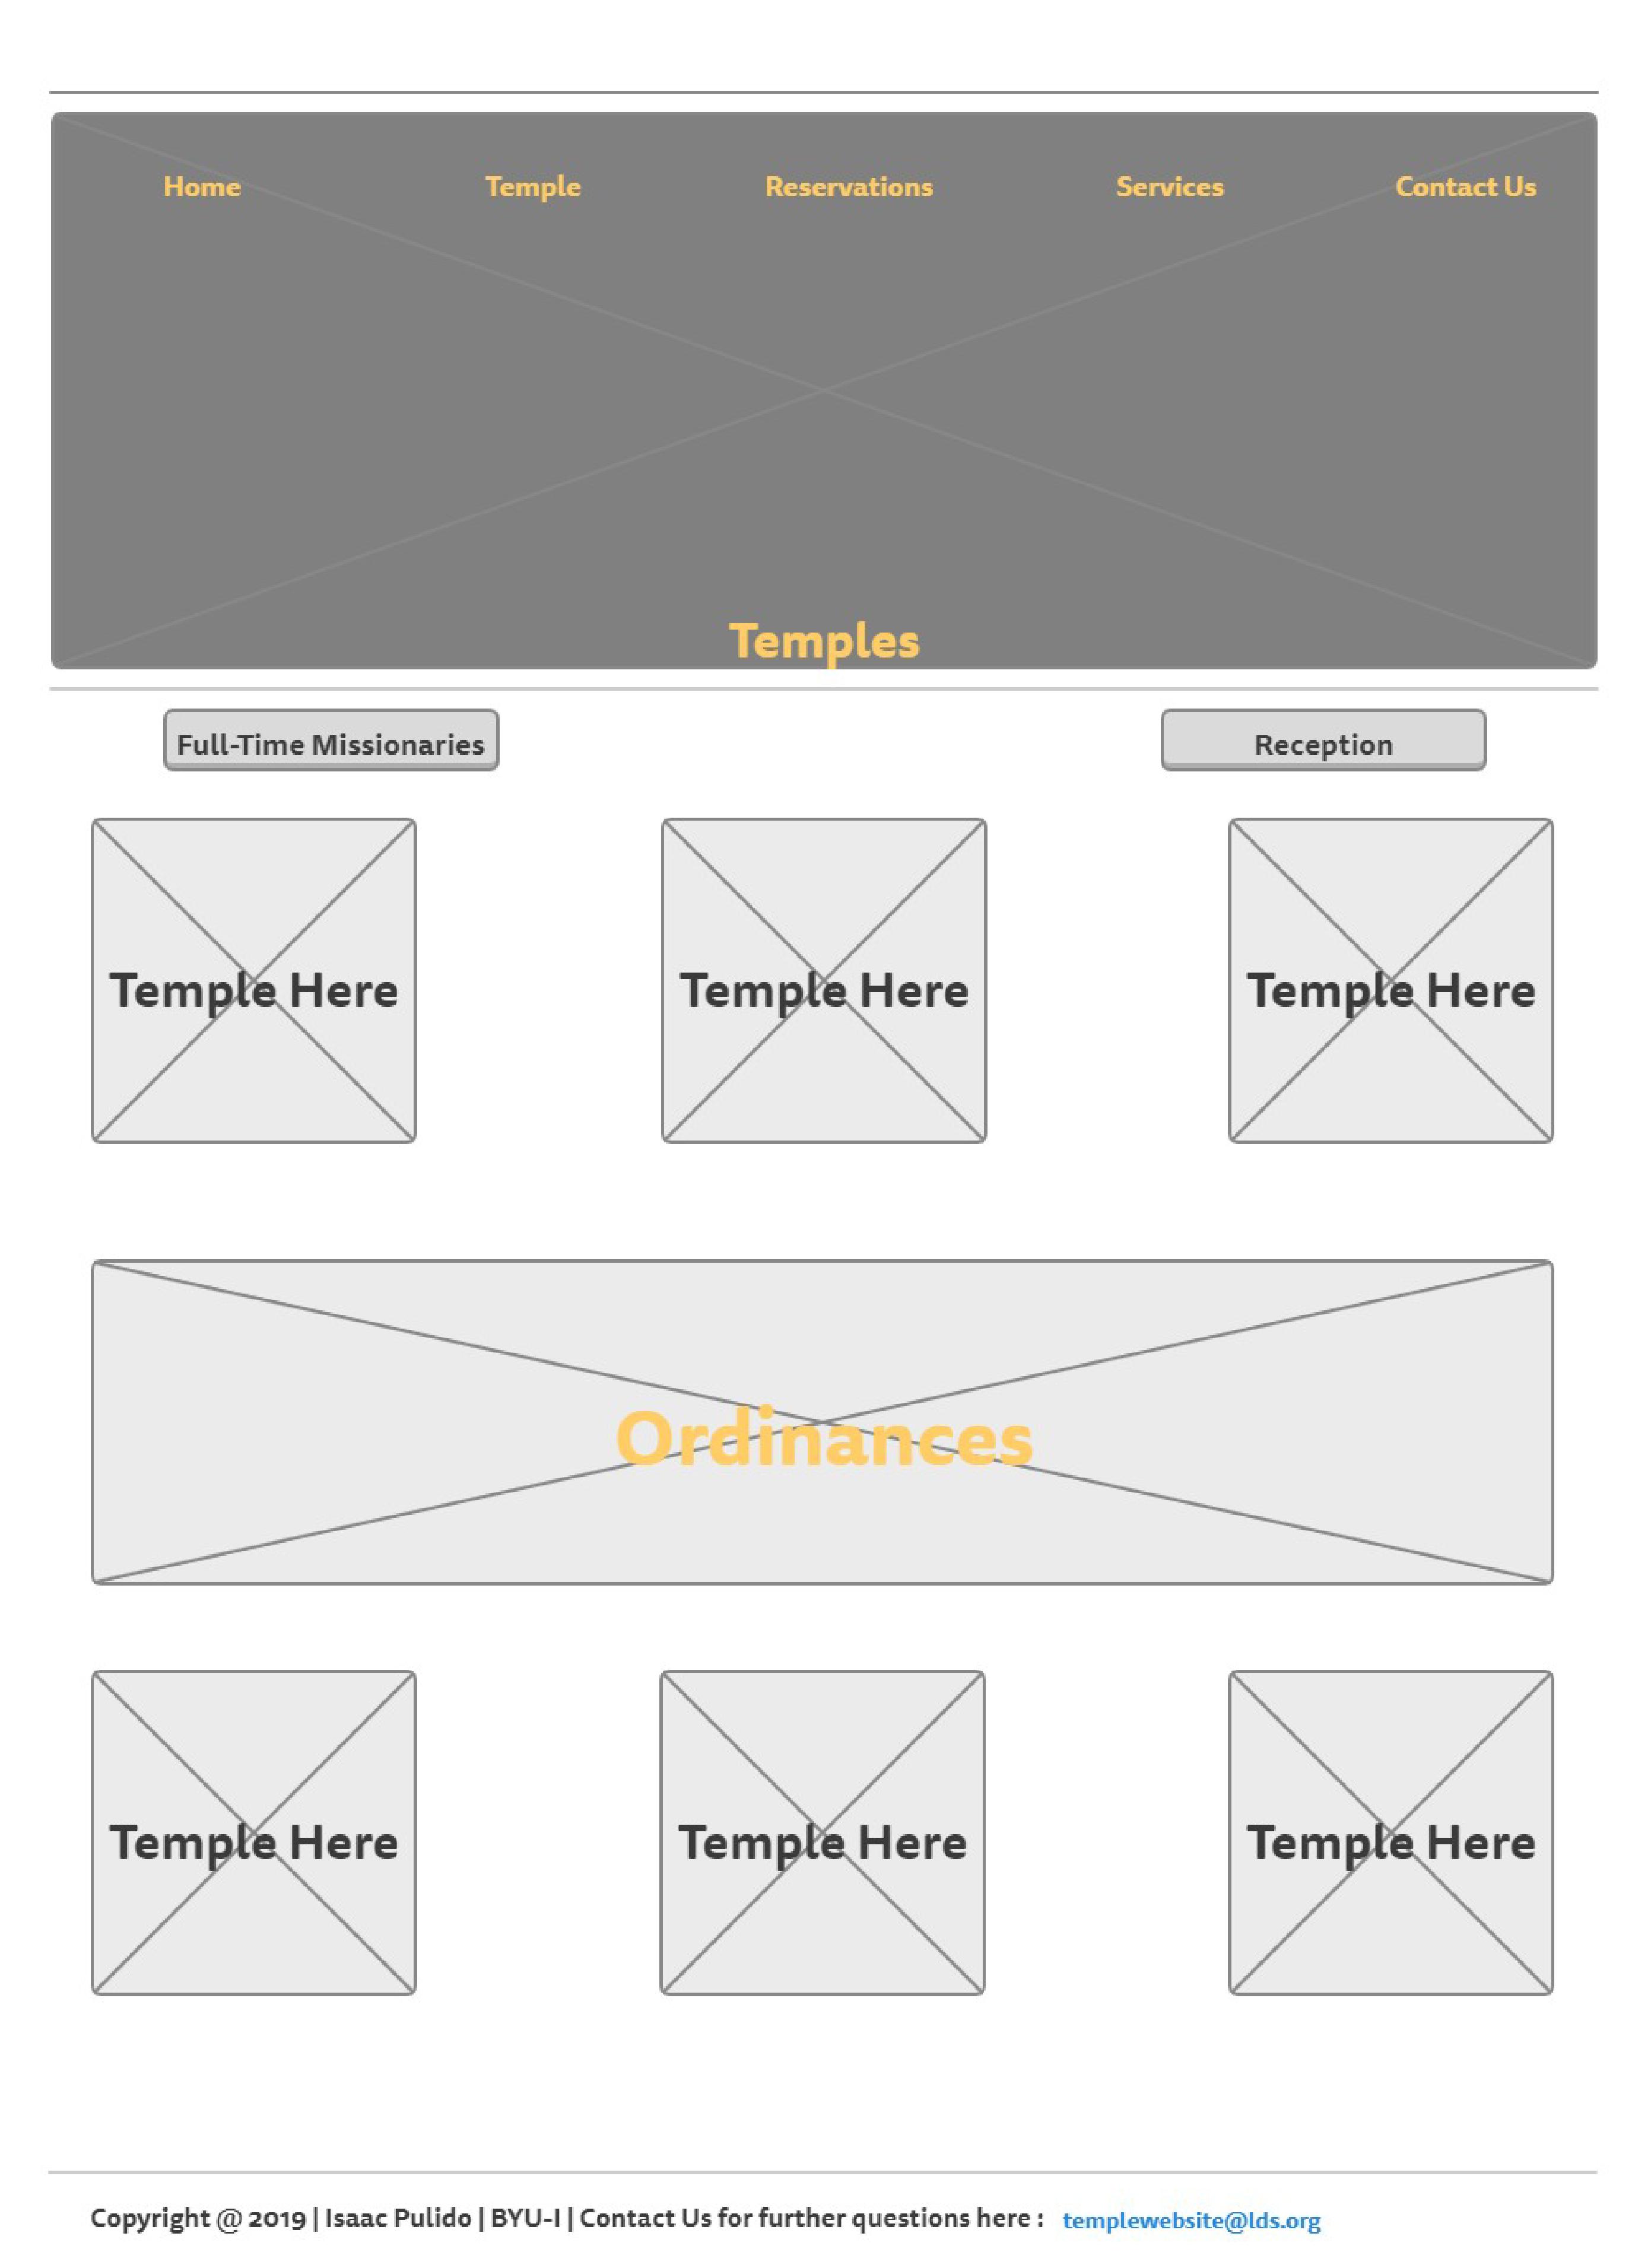 Home Temple Reservations Services Contact Us
Temples
Full-Time Missionaries Reception
Temple Here Temple Here Temple Here
Ordinances
Temple Here Temple Here Temple Here
Copyright @ 2019 | Isaac Pulido | BYU-I | Contact Us for further questions here : templewebsite@lds.org